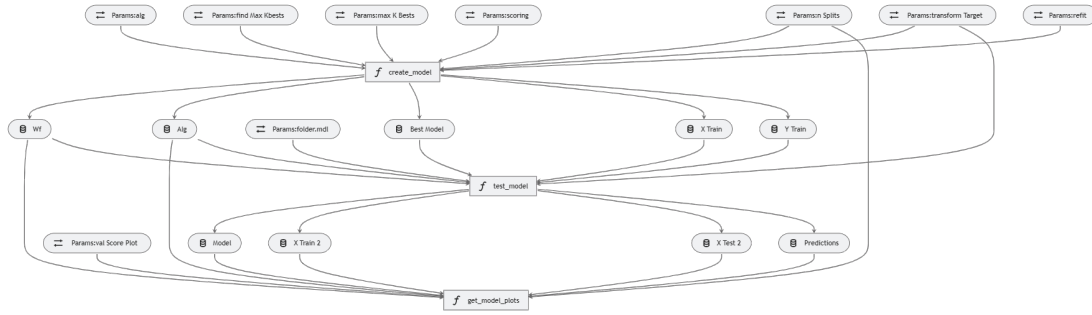 Params:alg
Params:find Max Kbests
Params:max K Bests
Params:scoring
Params:n Splits
Params:transform Target
Params:refit
create_model
Wf
Alg
Params:folder.mdl
Best Model
X Train
Y Train
test_model
Params:val Score Plot
Model
X Train 2
X Test 2
Predictions
get_model_plots